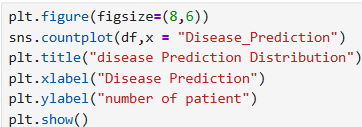 plt.figure(figsize=(8,6))
sns.countplot(df,x = "Disease_Prediction")
plt.title("disease Prediction Distribution")
plt.xlabel("Disease Prediction")
plt.ylabel("number of patient")
plt.show()